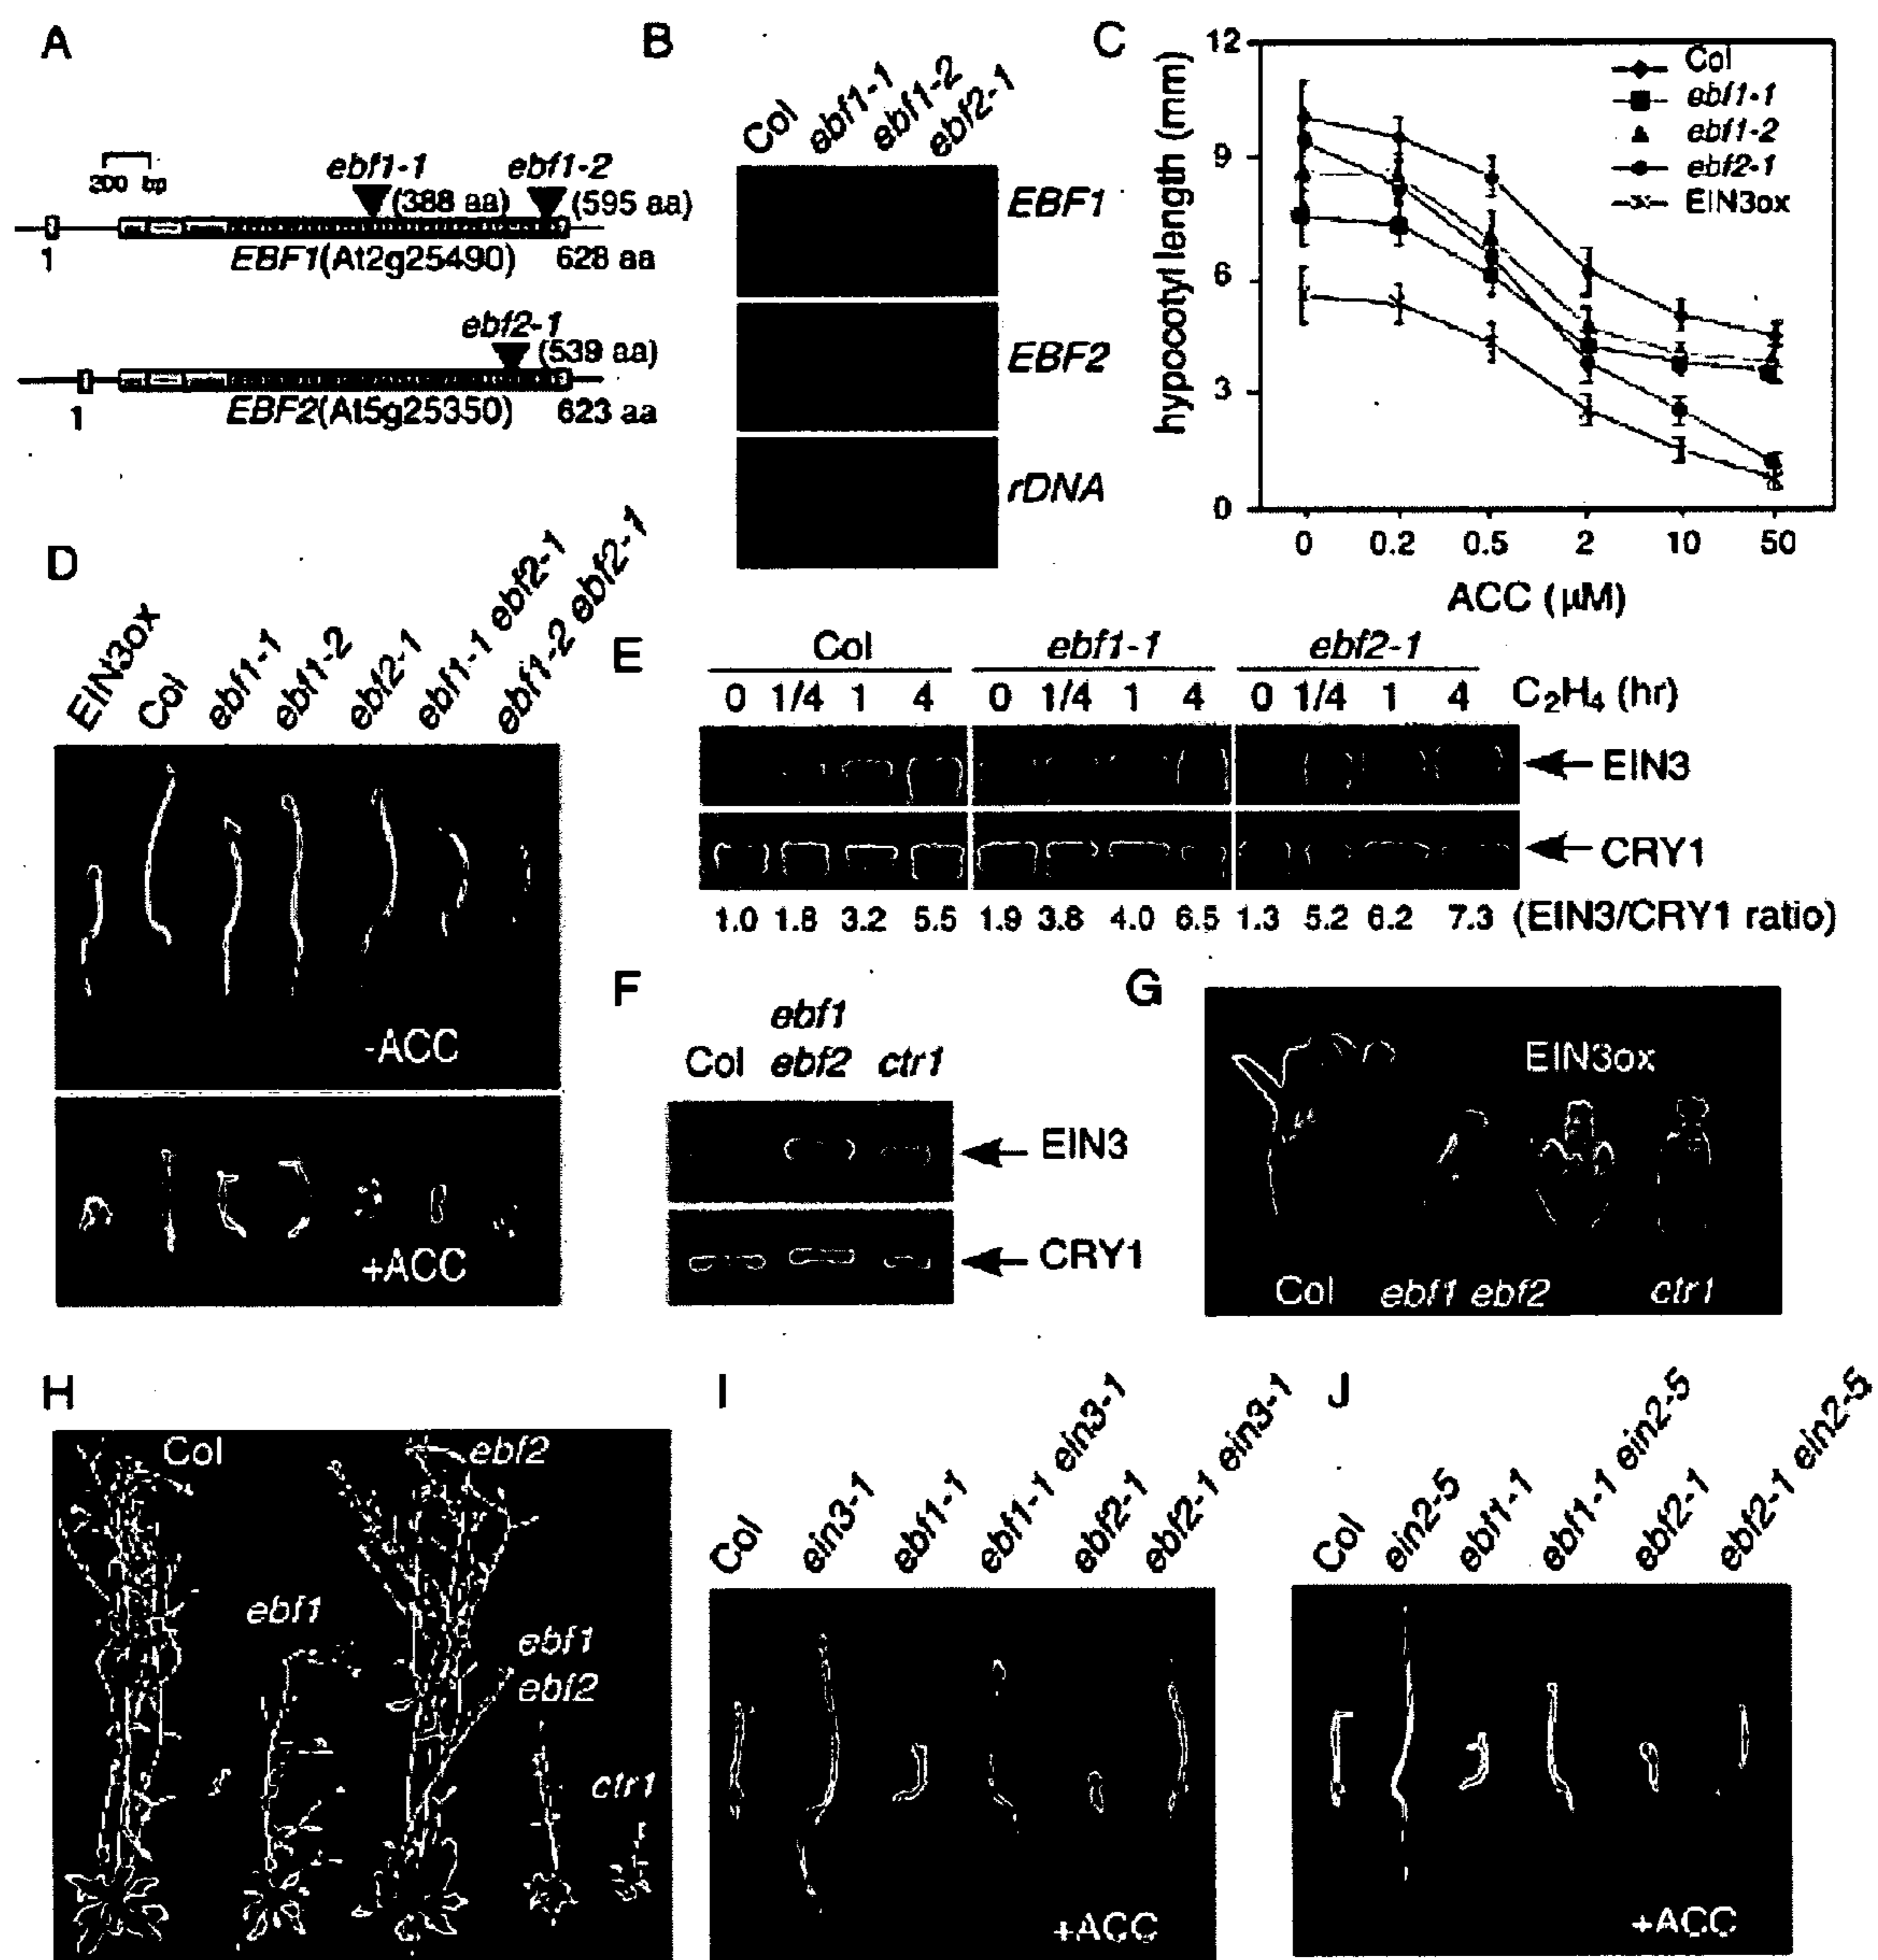 A
200 bp
ebf1-1
ebf1-2
(388 aa)
(595 aa)
1
EBF1(At2g25490)
628 aa
ebf2-1
(539 aa)
1
EBF2(At5g25350)
623 aa
B
Col
ebf1-1
ebf1-2
ebf2-1
EBF1
EBF2
rDNA
C
hypocotyl length (mm)
12
9
6
3
0
Col
ebf1-1
ebf1-2
ebf2-1
EIN3ox
0 0.2 0.5 2 10 50
ACC (µM)
D
EIN3ox
Col
ebf1-1
ebf1-2
ebf2-1
ebf1-1 ebf2-1
ebf1-2 ebf2-1
-ACC
+ACC
E
Col ebf1-1 ebf2-1
0 1/4 1 4 0 1/4 1 4 0 1/4 1 4 C2H4 (hr)
EIN3
CRY1
1.0 1.8 3.2 5.5 1.9 3.8 4.0 6.5 1.3 5.2 6.2 7.3 (EIN3/CRY1 ratio)
F
ebf1
Col ebf2 ctr1
EIN3
CRY1
G
EIN3ox
Col ebf1 ebf2 ctr1
H
Col
ebf2
ebf1
ebf1
ebf2
ctr1
I
Col
ein3-1
ebf1-1
ebf1-1 ein3-1
ebf2-1
ebf2-1 ein3-1
+ACC
J
Col
ein2-5
ebf1-1
ebf1-1 ein2-5
ebf2-1
ebf2-1 ein2-5
+ACC